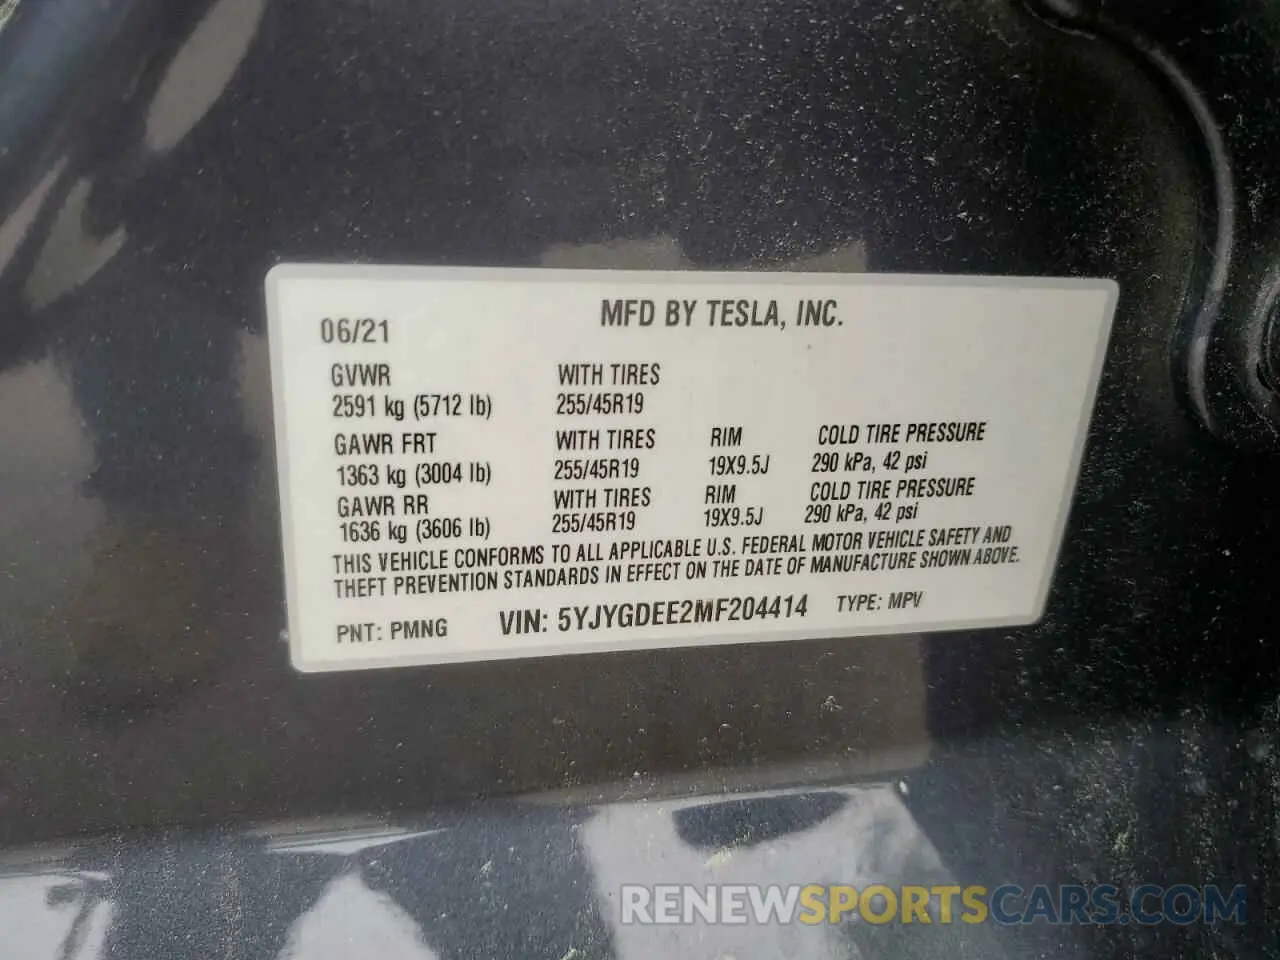 06/21 MFD BY TESLA, INC.
GVWR WITH TIRES
2591 kg (5712 lb) 255/45R19
GAWR FRT WITH TIRES RIM COLD TIRE PRESSURE
1363 kg (3004 lb) 255/45R19 19X9.5J 290 kPa, 42 psi
GAWR RR WITH TIRES RIM COLD TIRE PRESSURE
1636 kg (3606 lb) 255/45R19 19X9.5J 290 kPa, 42 psi
THIS VEHICLE CONFORMS TO ALL APPLICABLE U.S. FEDERAL MOTOR VEHICLE SAFETY AND
THEFT PREVENTION STANDARDS IN EFFECT ON THE DATE OF MANUFACTURE SHOWN ABOVE.
PNT: PMNG VIN: 5YJYGDEE2MF204414 TYPE: MPV
RENEWSPORTSCARS.COM